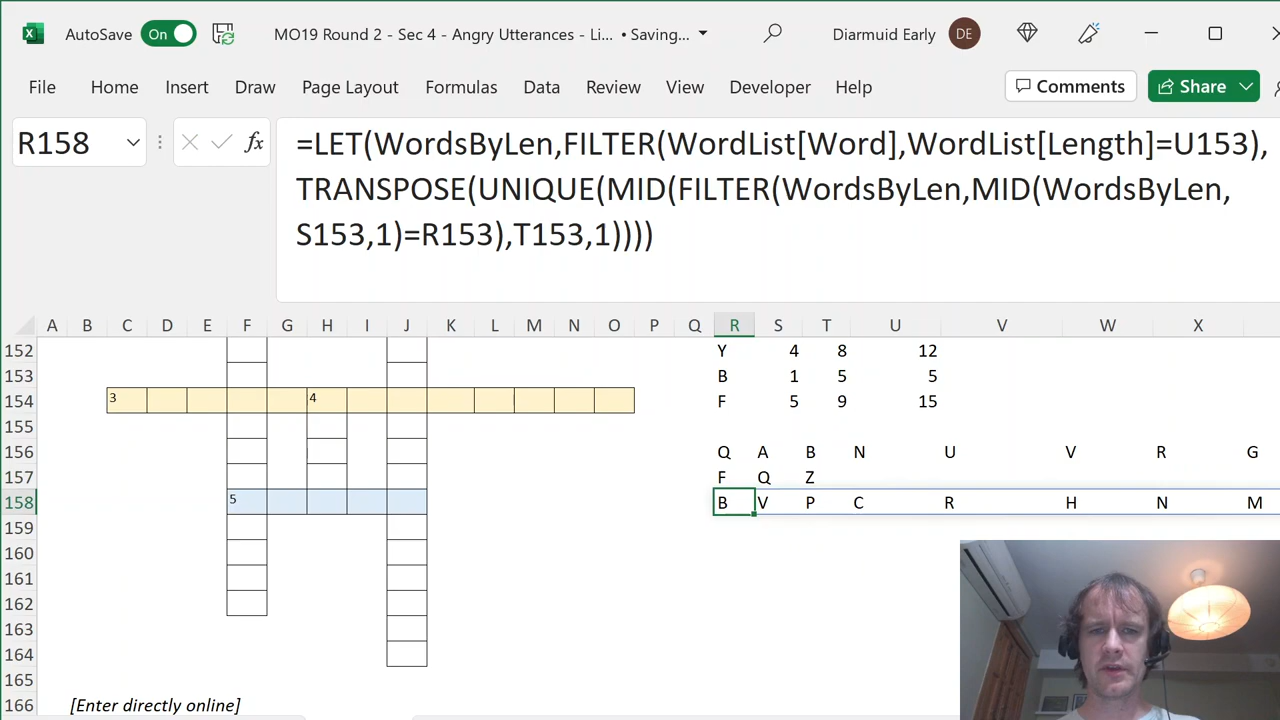 AutoSave On MO19 Round 2 - Sec 4 - Angry Utterances - Li... • Saving... Diarmuid Early DE
File Home Insert Draw Page Layout Formulas Data Review View Developer Help Comments Share
R158 fx =LET(WordsByLen,FILTER(WordList[Word],WordList[Length]=U153),
TRANSPOSE(UNIQUE(MID(FILTER(WordsByLen,MID(WordsByLen,
S153,1)=R153),T153,1))))
A B C D E F G H I J K L M N O P Q R S T U V W X
152 Y 4 8 12
153 B 1 5 5
154 3 4 F 5 9 15
155
156 Q A B N U V R G
157 F Q Z
158 5 B V P C R H N M
159
160
161
162
163
164
165
166 [Enter directly online]